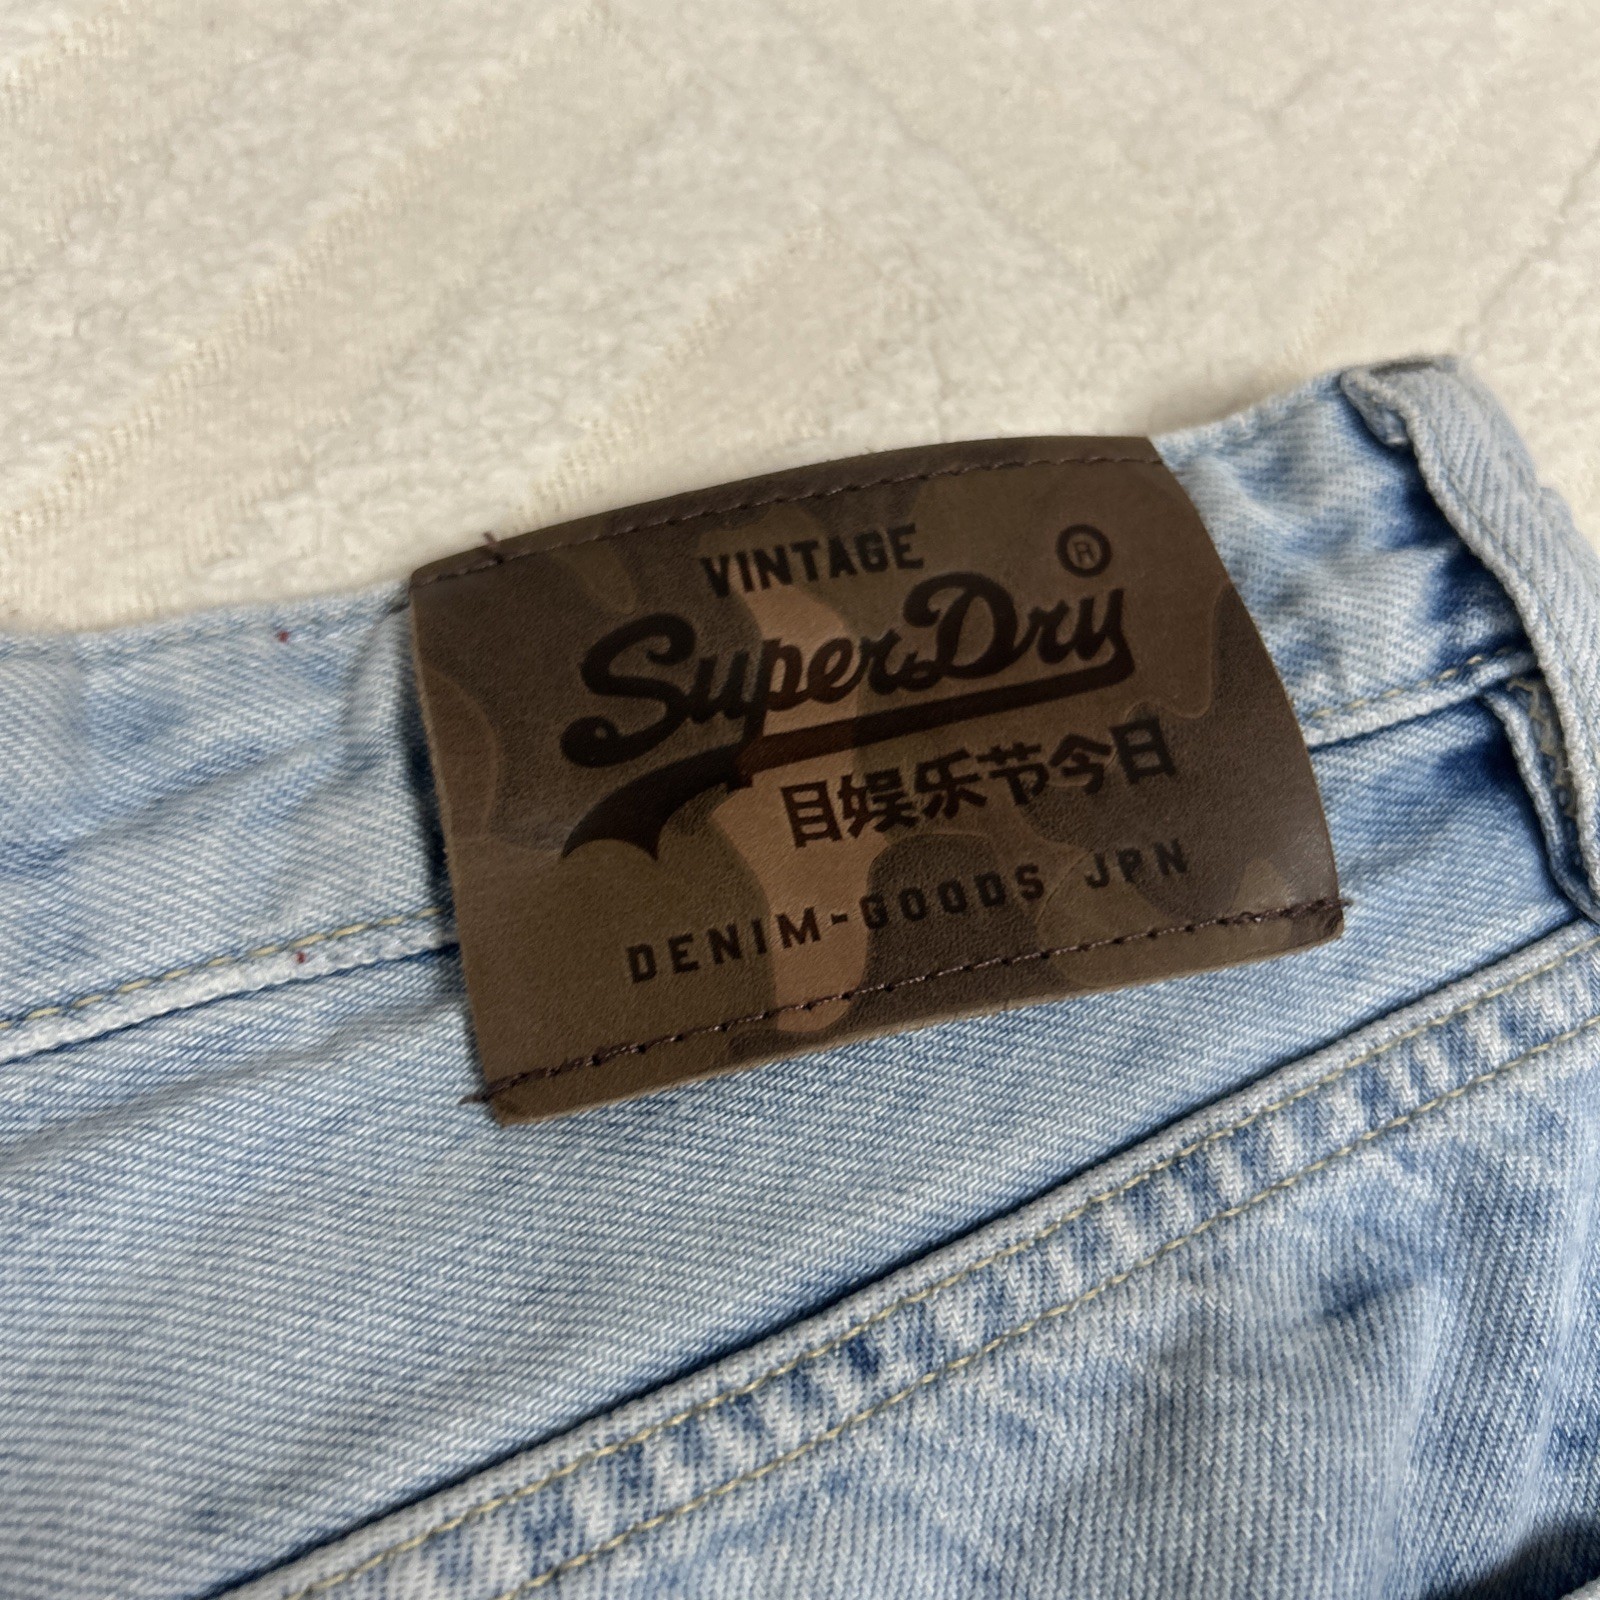 VINTAGE
SuperDry ®
目娱乐节今日
DENIM-GOODS JPN